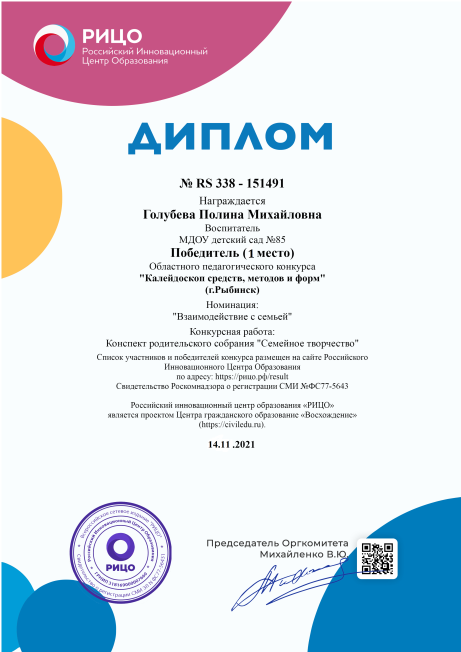 РИЦО
Российский Инновационный
Центр Образования
ДИПЛОМ
№ RS 338 - 151491
Награждается
Голубева Полина Михайловна
Воспитатель
МДОУ детский сад №85
Победитель (1 место)
Областного педагогического конкурса
"Калейдоскоп средств, методов и форм"
(г.Рыбинск)
Номинация:
"Взаимодействие с семьей"
Конкурсная работа:
Конспект родительского собрания "Семейное творчество"
Список участников и победителей конкурса размещен на сайте Российского
Инновационного Центра Образования
по адресу: https://рицо.рф/result
Свидетельство Роскомнадзора о регистрации СМИ №ФС77-5643
Российский инновационный центр образования «РИЦО»
является проектом Центра гражданского образование «Восхождение»
(https://civiledu.ru).
14.11 .2021
РИЦО
Председатель Оргкомитета
Михайленко В.Ю.